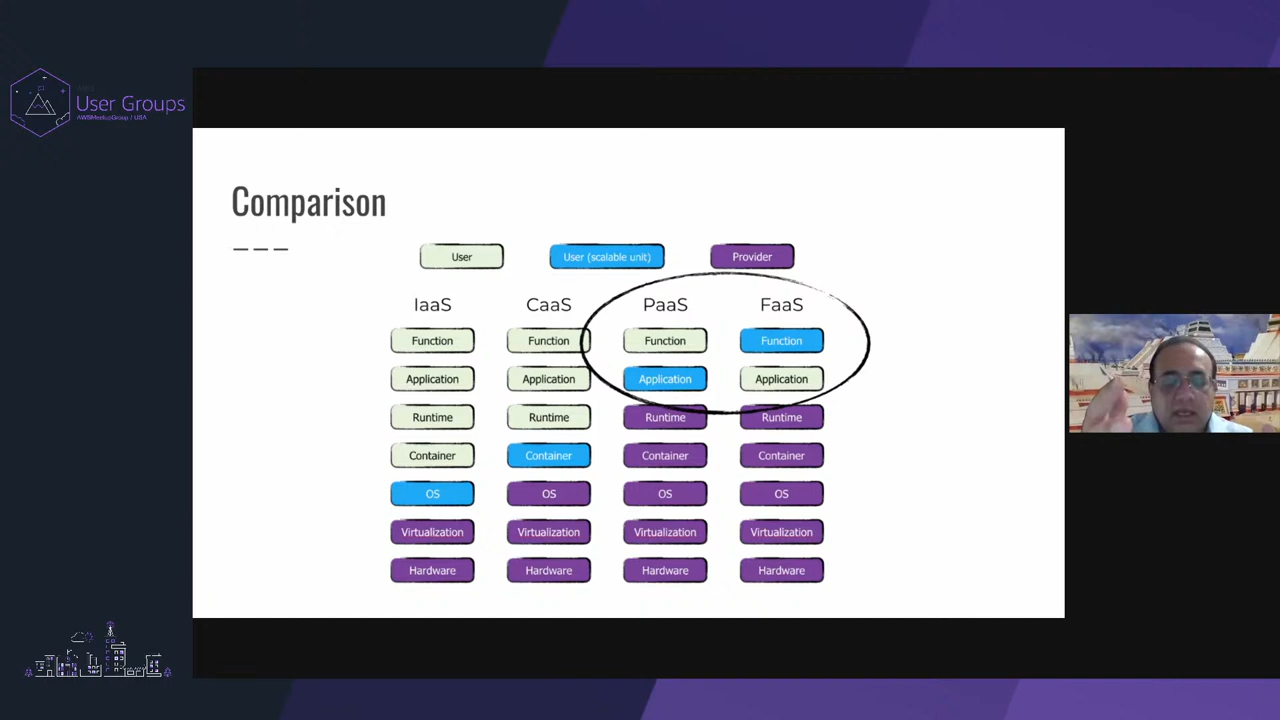 User Groups
AWSMeetupGroup / UBA
Comparison
User User (scalable unit) Provider
IaaS CaaS PaaS FaaS
Function Function Function Function
Application Application Application Application
Runtime Runtime Runtime Runtime
Container Container Container Container
OS OS OS OS
Virtualization Virtualization Virtualization Virtualization
Hardware Hardware Hardware Hardware